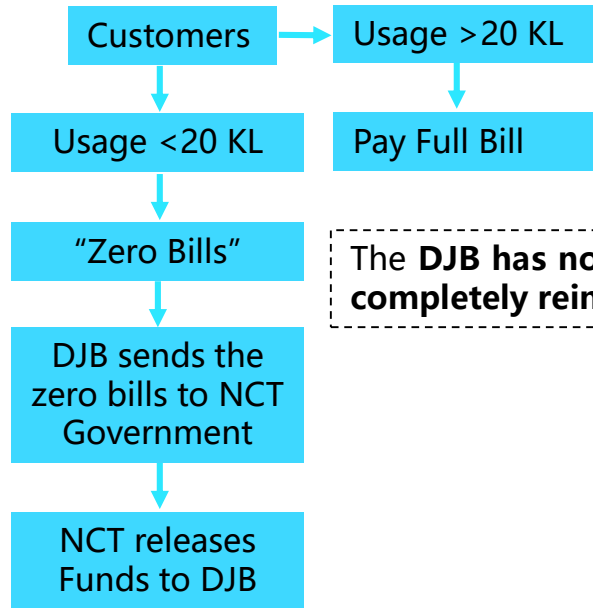 Customers
Usage >20 KL
Usage <20 KL
Pay Full Bill
“Zero Bills”
The DJB has no
completely rein
DJB sends the
zero bills to NCT
Government
NCT releases
Funds to DJB